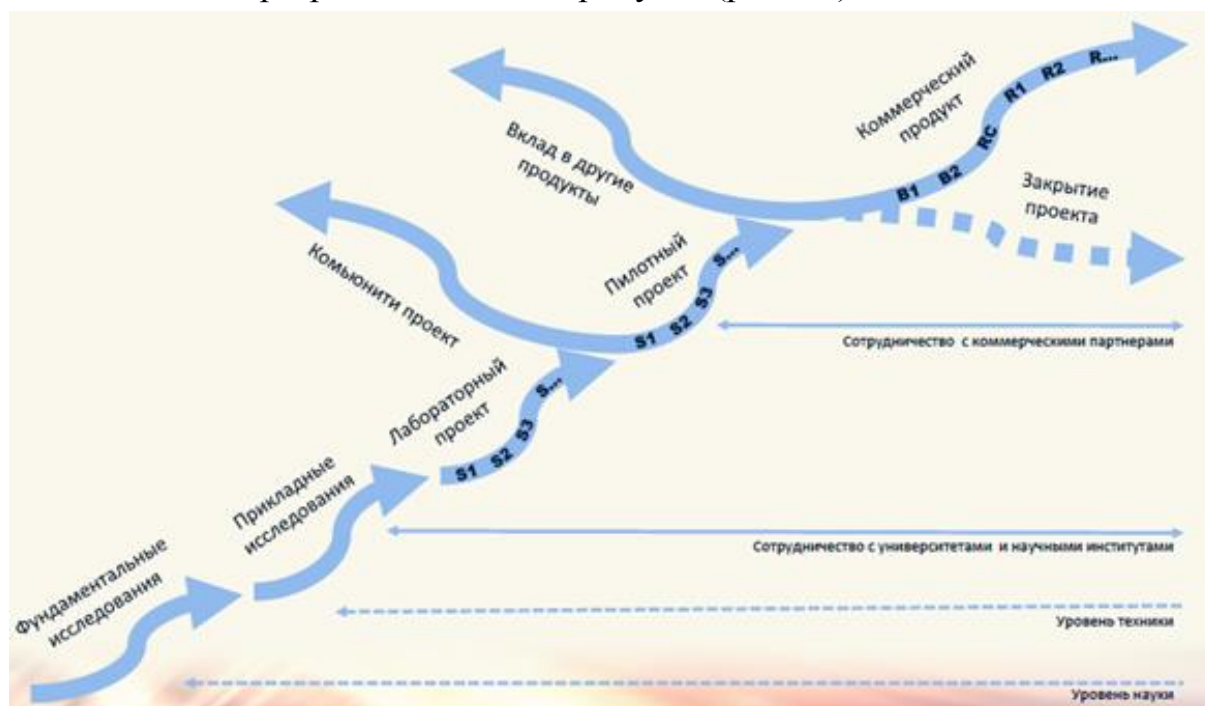 Коммерческий
продукт
B1 B2 RC R1 R2 R...
Вклад в другие
продукты
Закрытие
проекта
Пилотный
проект
S1 S2 S3 S...
Комьюнити проект
Сотрудничество с коммерческими партнерами
Лабораторный
проект
S1 S2 S3 S...
Прикладные
исследования
Сотрудничество с университетами и научными институтами
Фундаментальные
исследования
Уровень техники
Уровень науки